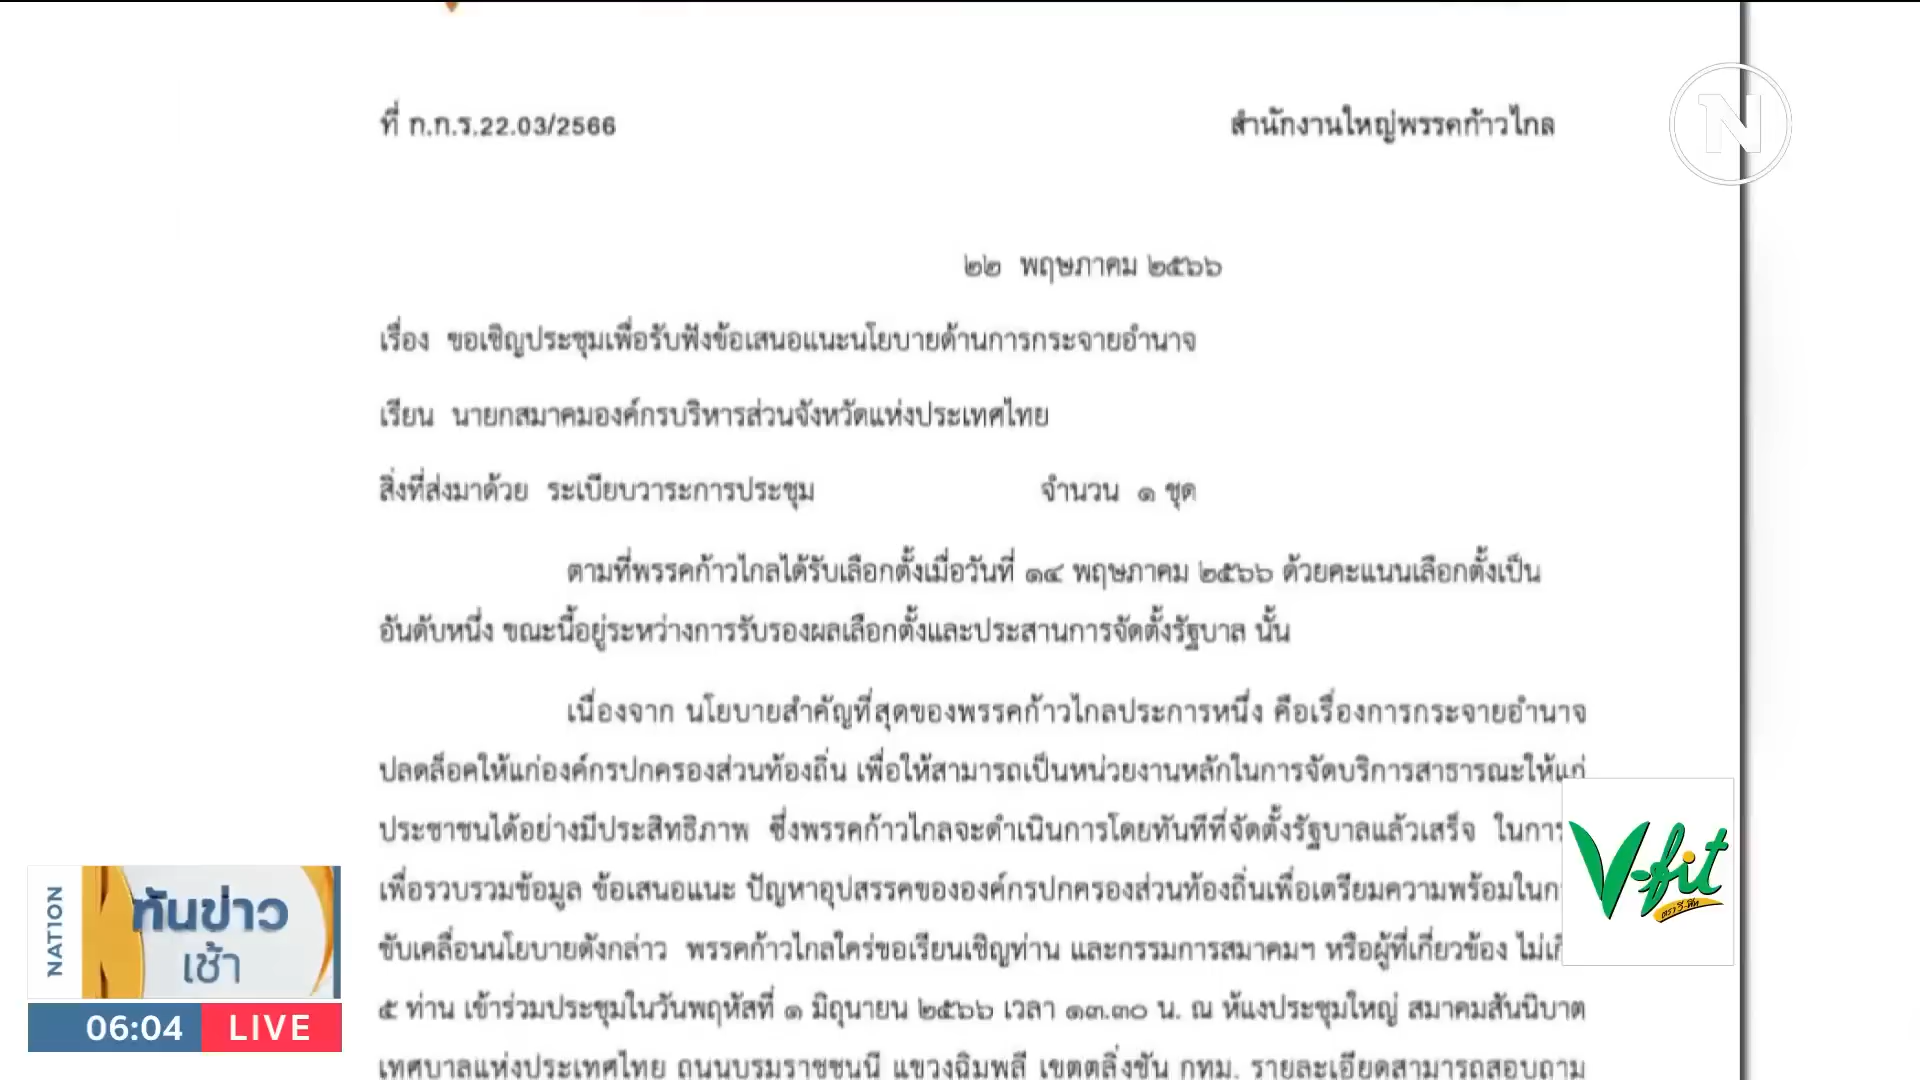 ที่ ก.ก.ร.22.03/2566 สำนักงานใหญ่พรรคก้าวไกล
N
๒๒ พฤษภาคม ๒๕๖๖
เรื่อง ขอเชิญประชุมเพื่อรับฟังข้อเสนอแนะนโยบายด้านการกระจายอำนาจ
เรียน นายกสมาคมองค์กรบริหารส่วนจังหวัดแห่งประเทศไทย
สิ่งที่ส่งมาด้วย ระเบียบวาระการประชุม จำนวน ๑ ชุด
ตามที่พรรคก้าวไกลได้รับเลือกตั้งเมื่อวันที่ ๑๔ พฤษภาคม ๒๕๖๖ ด้วยคะแนนเลือกตั้งเป็น
อันดับหนึ่ง ขณะนี้อยู่ระหว่างการรับรองผลเลือกตั้งและประสานการจัดตั้งรัฐบาล นั้น
เนื่องจาก นโยบายสำคัญที่สุดของพรรคก้าวไกลประการหนึ่ง คือเรื่องการกระจายอำนาจ
ปลดล็อคให้แก่องค์กรปกครองส่วนท้องถิ่น เพื่อให้สามารถเป็นหน่วยงานหลักในการจัดบริการสาธารณะให้แก่
ประชาชนได้อย่างมีประสิทธิภาพ ซึ่งพรรคก้าวไกลจะดำเนินการโดยทันทีที่จัดตั้งรัฐบาลแล้วเสร็จ ในการ
เพื่อรวบรวมข้อมูล ข้อเสนอแนะ ปัญหาอุปสรรคขององค์กรปกครองส่วนท้องถิ่นเพื่อเตรียมความพร้อมใน
ขับเคลื่อนนโยบายดังกล่าว พรรคก้าวไกลใคร่ขอเรียนเชิญท่าน และกรรมการสมาคมฯ หรือผู้ที่เกี่ยวข้อง
๕ ท่าน เข้าร่วมประชุมในวันพฤหัสที่ ๑ มิถุนายน ๒๕๖๖ เวลา ๑๓.๓๐ น. ณ ห้แงประชุมใหญ่ สมาคมสันนิบาต
เทศบาลแห่งประเทศไทย ถนนบรมราชชนนี แขวงฉิมพลี เขตตลิ่งชัน กทม. รายละเอียดสามารถสอบถาม
V-fit
ตรา วี-ฟิท
NATION
ทันข่าว
เช้า
06:04 LIVE